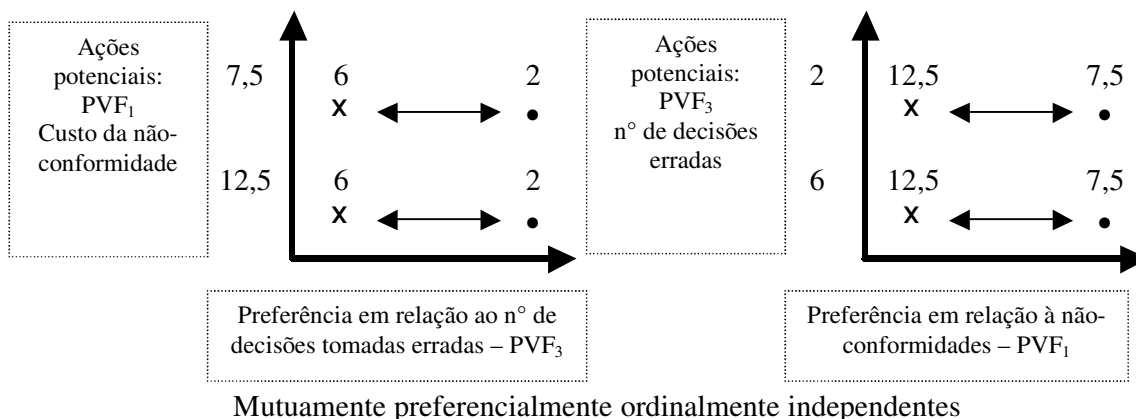 Ações
potenciais:
PVF₁
Custo da não-
conformidade
7,5
6
2
x
12,5
6
2
x
Preferência em relação ao n° de
decisões tomadas erradas – PVF₃
Ações
potenciais:
PVF₃
n° de decisões
erradas
2
12,5
7,5
x
6
12,5
7,5
x
Preferência em relação à não-
conformidades – PVF₁
Mutuamente preferencialmente ordinalmente independentes